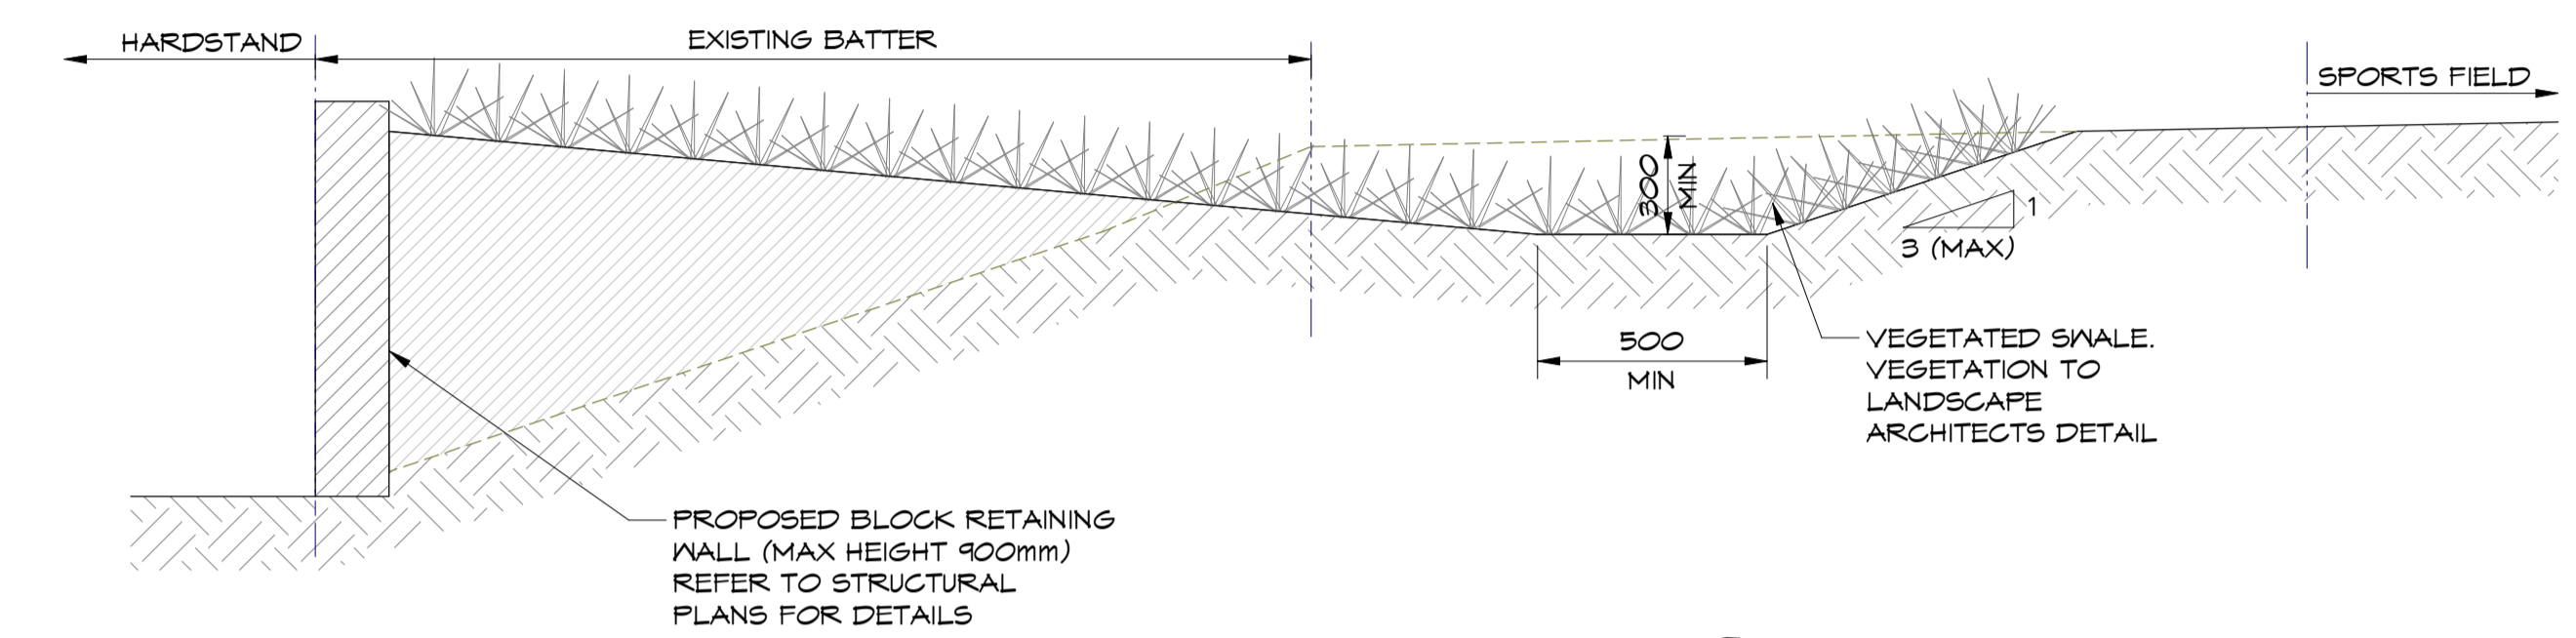 HARDSTAND
EXISTING BATTER
SPORTS FIELD
300
MIN
1
3 (MAX)
500
MIN
VEGETATED SWALE.
VEGETATION TO
LANDSCAPE
ARCHITECTS DETAIL
PROPOSED BLOCK RETAINING
WALL (MAX HEIGHT 900mm)
REFER TO STRUCTURAL
PLANS FOR DETAILS